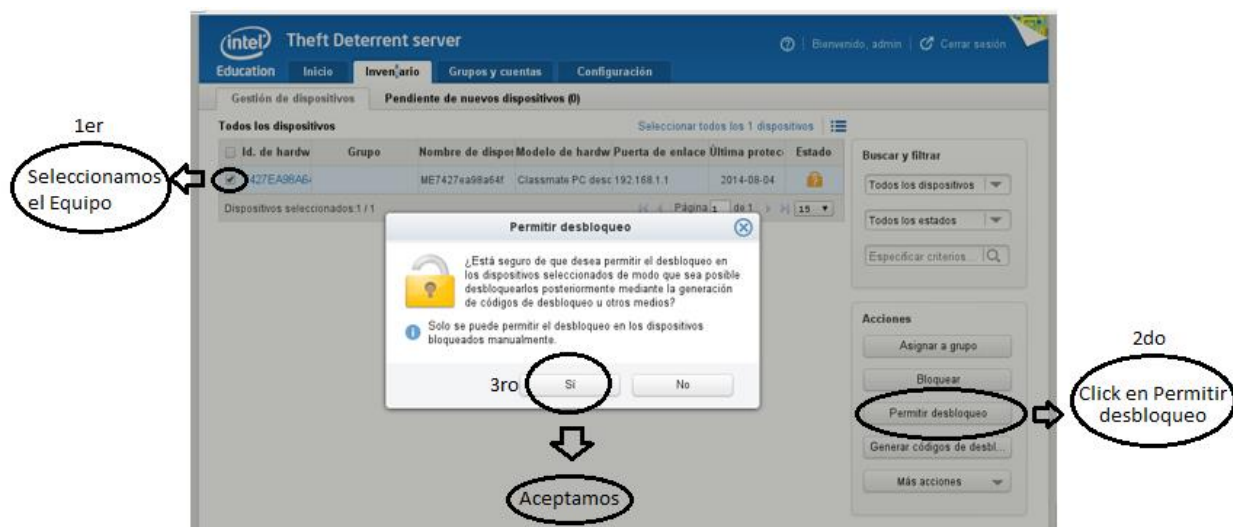 intel
Education
Theft Deterrent server
Bienvenido, admin | Cerrar sesión
Inicio Inventario Grupos y cuentas Configuración
Gestión de dispositivos Pendiente de nuevos dispositivos (0)
Todos los dispositivos Seleccionar todos los 1 dispositivos
Id. de hardw Grupo Nombre de dispos Modelo de hardw Puerta de enlace Última protec Estado
427EA98A64 ME7427ea98a64f Classmate PC desc 192.168.1.1 2014-08-04
Dispositivos seleccionados:1 / 1 Página 1 de 1 15
Buscar y filtrar
Todos los dispositivos
Todos los estados
Especificar criterios...
Acciones
Asignar a grupo
Bloquear
Permitir desbloqueo
Generar códigos de desbl...
Más acciones
Permitir desbloqueo
¿Está seguro de que desea permitir el desbloqueo en
los dispositivos seleccionados de modo que sea posible
desbloquearlos posteriormente mediante la generación
de códigos de desbloqueo u otros medios?
Solo se puede permitir el desbloqueo en los dispositivos
bloqueados manualmente.
Sí No
1er
Seleccionamos
el Equipo
2do
Click en Permitir
desbloqueo
3ro
Aceptamos